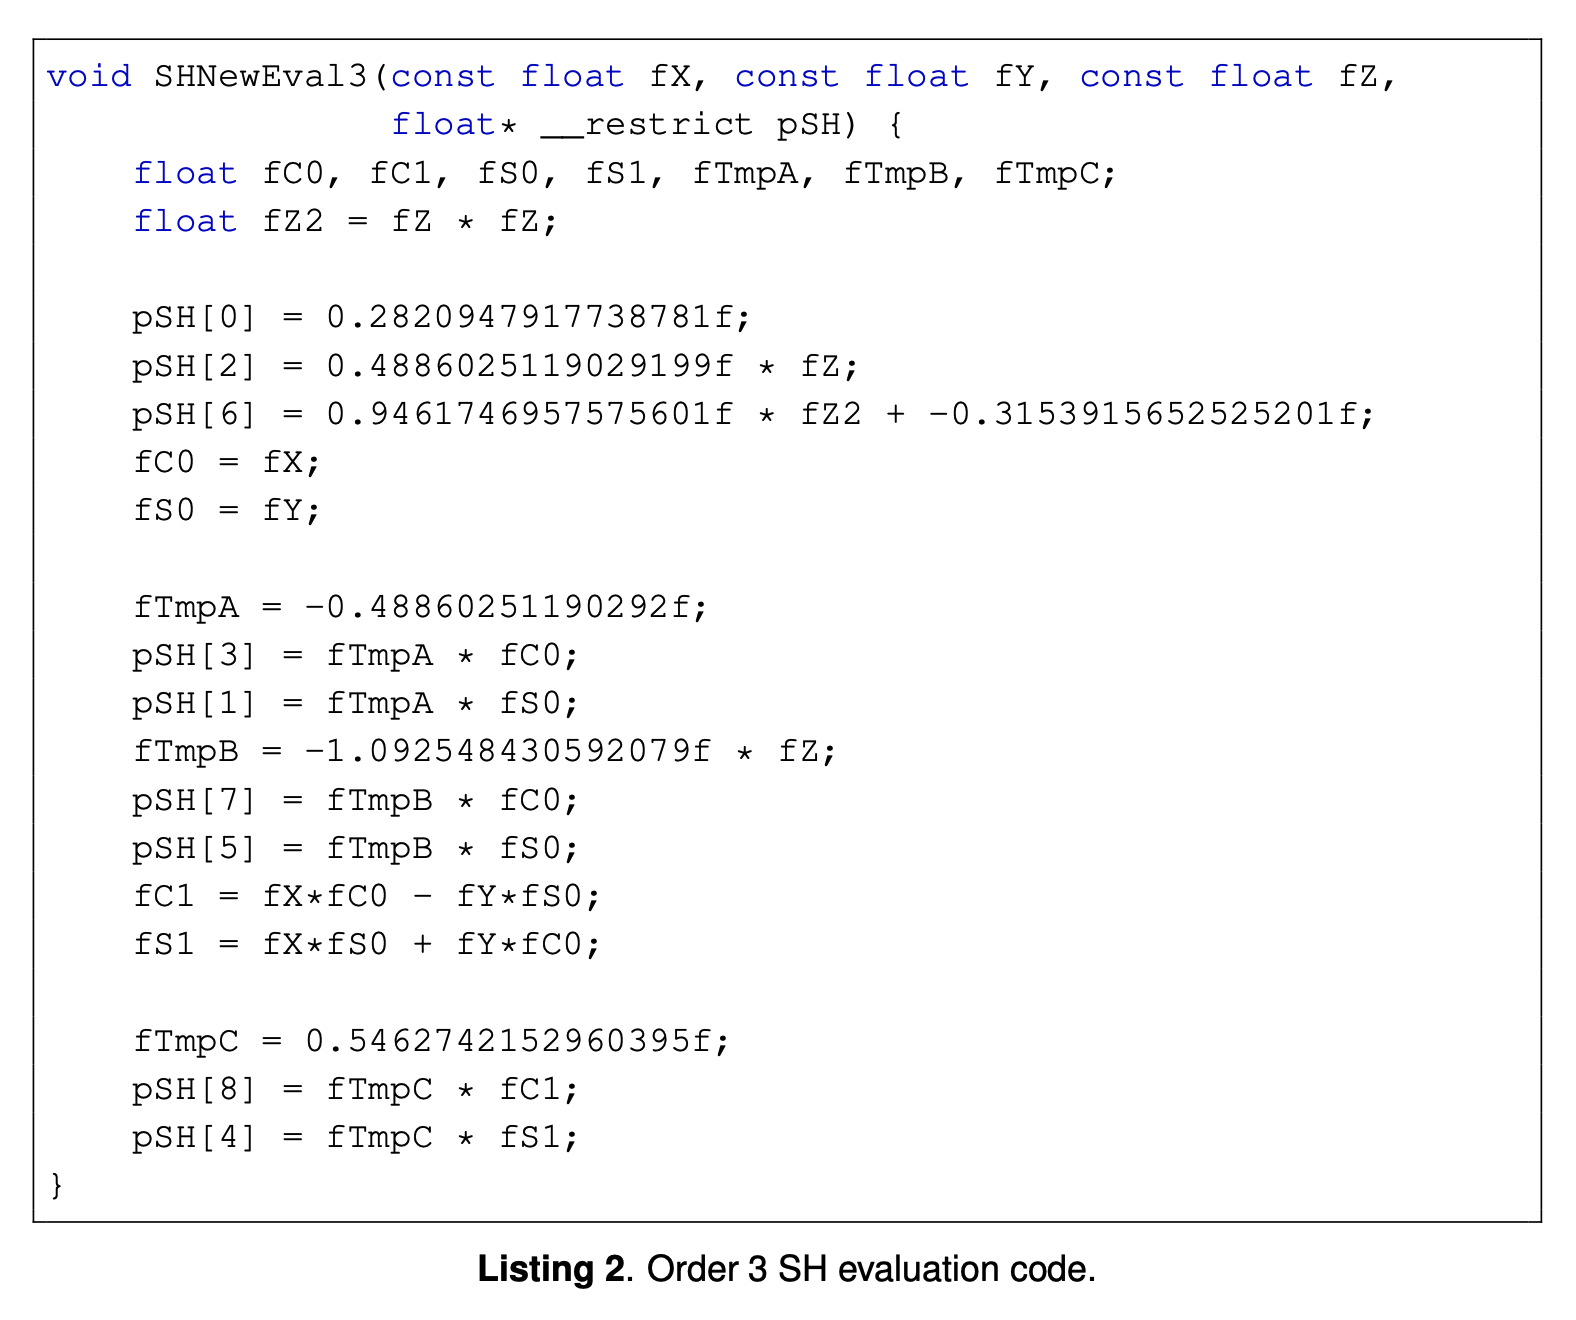 void SHNewEval3(const float fX, const float fY, const float fZ,
                float* __restrict pSH) {
    float fC0, fC1, fS0, fS1, fTmpA, fTmpB, fTmpC;
    float fZ2 = fZ * fZ;

    pSH[0] = 0.2820947917738781f;
    pSH[2] = 0.4886025119029199f * fZ;
    pSH[6] = 0.9461746957575601f * fZ2 + -0.3153915652525201f;
    fC0 = fX;
    fS0 = fY;

    fTmpA = -0.48860251190292f;
    pSH[3] = fTmpA * fC0;
    pSH[1] = fTmpA * fS0;
    fTmpB = -1.092548430592079f * fZ;
    pSH[7] = fTmpB * fC0;
    pSH[5] = fTmpB * fS0;
    fC1 = fX*fC0 - fY*fS0;
    fS1 = fX*fS0 + fY*fC0;

    fTmpC = 0.5462742152960395f;
    pSH[8] = fTmpC * fC1;
    pSH[4] = fTmpC * fS1;
}
Listing 2. Order 3 SH evaluation code.